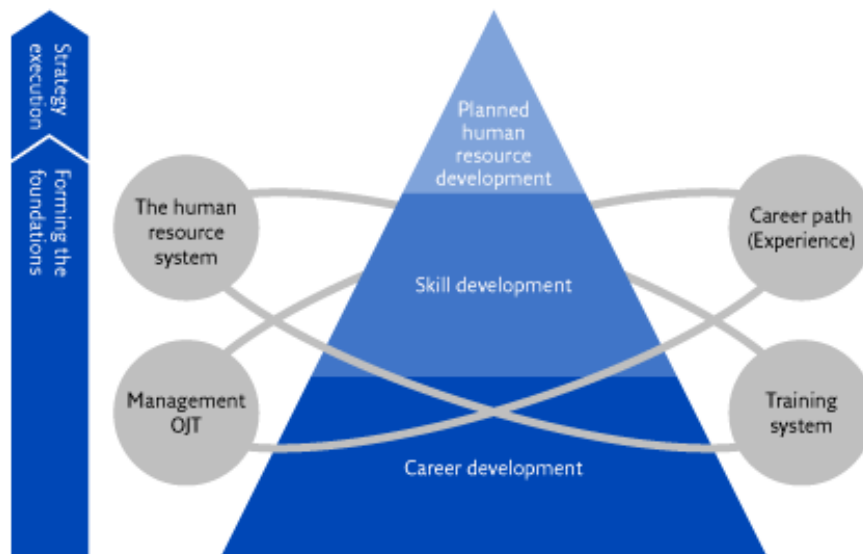 Strategy
execution
Forming the
foundations
Planned
human
resource
development
The human
resource
system
Career path
(Experience)
Skill development
Management
OJT
Training
system
Career development